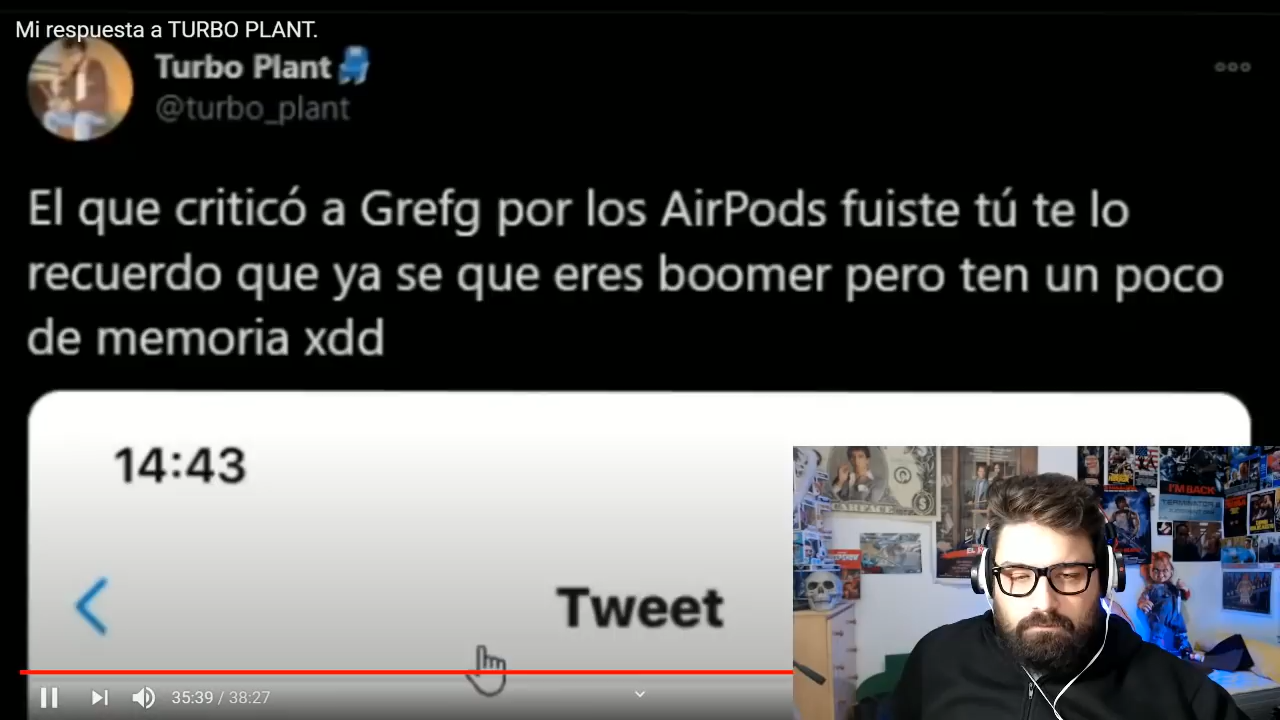 Mi respuesta a TURBO PLANT.
Turbo Plant
@turbo_plant
El que criticó a Grefg por los AirPods fuiste tú te lo
recuerdo que ya se que eres boomer pero ten un poco
de memoria xdd
14:43
Tweet
35:39 / 38:27
I'M BACK